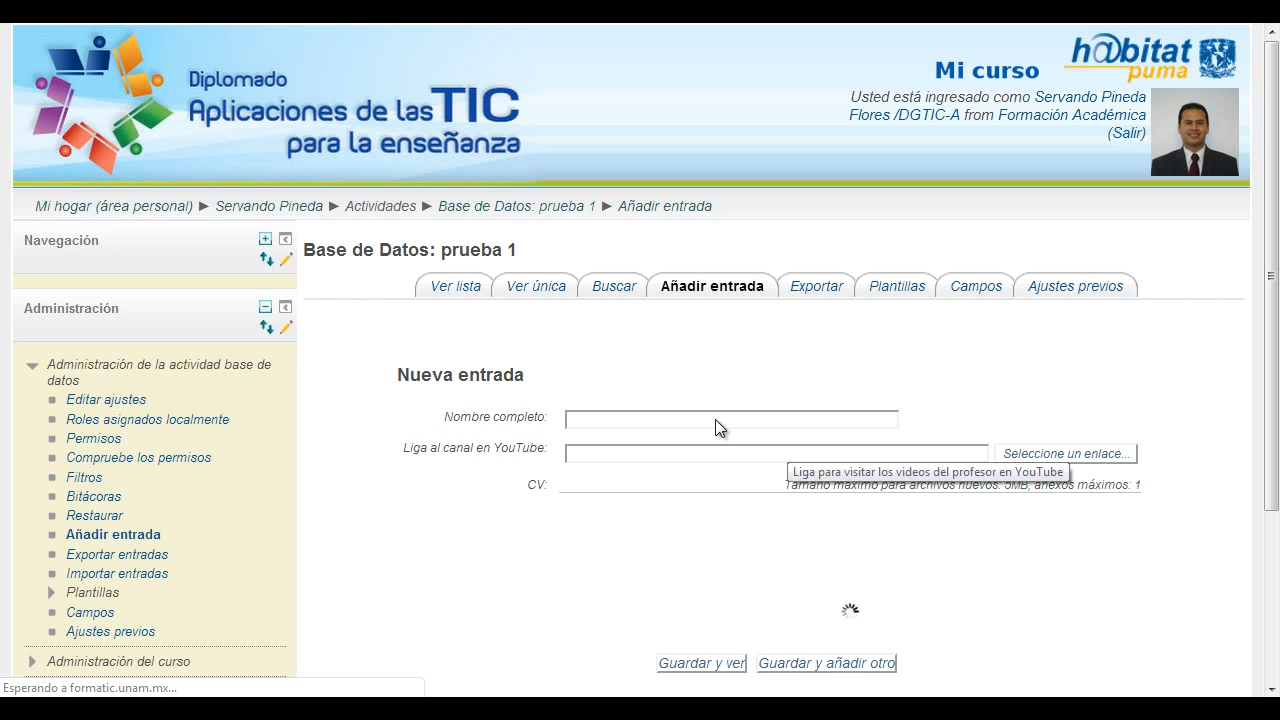 Diplomado
Aplicaciones de las TIC
para la enseñanza
Mi curso
h@bitat
puma
Usted está ingresado como Servando Pineda
Flores /DGTIC-A from Formación Académica
(Salir)
Mi hogar (área personal) ► Servando Pineda ► Actividades ► Base de Datos: prueba 1 ► Añadir entrada
Navegación
Administración
Administración de la actividad base de
datos
Editar ajustes
Roles asignados localmente
Permisos
Compruebe los permisos
Filtros
Bitácoras
Restaurar
Añadir entrada
Exportar entradas
Importar entradas
Plantillas
Campos
Ajustes previos
Administración del curso
Base de Datos: prueba 1
Ver lista
Ver única
Buscar
Añadir entrada
Exportar
Plantillas
Campos
Ajustes previos
Nueva entrada
Nombre completo:
Liga al canal en YouTube:
Seleccione un enlace...
Liga para visitar los videos del profesor en YouTube
CV:
Tamaño máximo para archivos nuevos: 5MB, anexos máximos: 1
Guardar y ver
Guardar y añadir otro
Esperando a formatic.unam.mx...